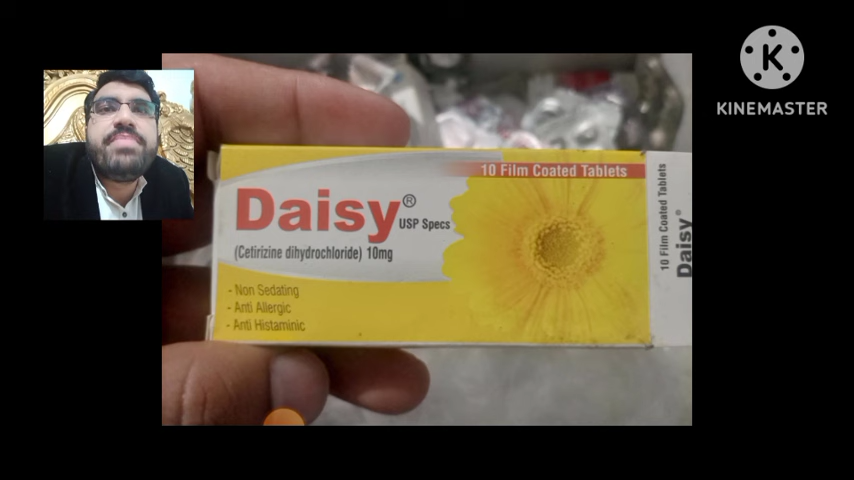 K
KINEMASTER
10 Film Coated Tablets
Daisy®
USP Specs
(Cetirizine dihydrochloride) 10mg
- Non Sedating
- Anti Allergic
- Anti Histaminic
10 Film Coated Tablets
Daisy®